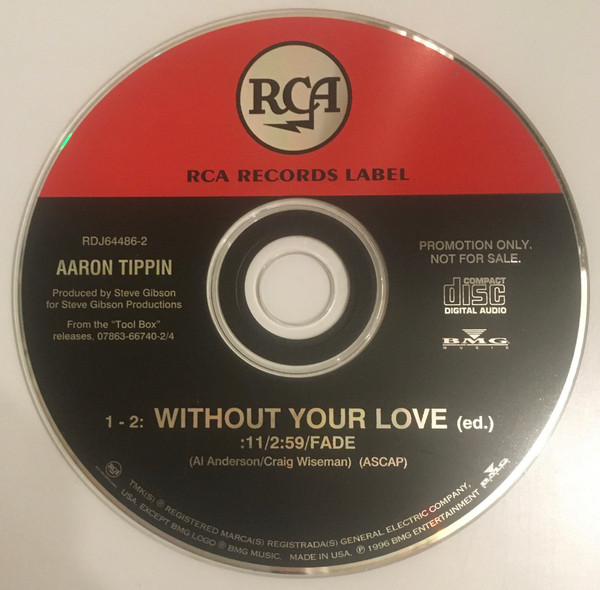 RCA
RCA RECORDS LABEL
RDJ64486-2
AARON TIPPIN
Produced by Steve Gibson
for Steve Gibson Productions
From the "Tool Box"
releases, 07863-66740-2/4
PROMOTION ONLY.
NOT FOR SALE.
COMPACT
disc
DIGITAL AUDIO
BMG
MUSIC
1 - 2: WITHOUT YOUR LOVE (ed.)
:11/2:59/FADE
(Al Anderson/Craig Wiseman) (ASCAP)
RCA
TMK(S) ® REGISTERED MARCA(S) REGISTRADA(S) GENERAL ELECTRIC COMPANY,
USA. EXCEPT BMG LOGO ® BMG MUSIC. MADE IN USA. ℗ 1996 BMG ENTERTAINMENT
BMG